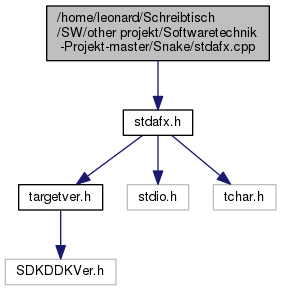 /home/leonard/Schreibtisch
/SW/other projekt/Softwaretechnik
-Projekt-master/Snake/stdafx.cpp
stdafx.h
targetver.h
stdio.h
tchar.h
SDKDDKVer.h